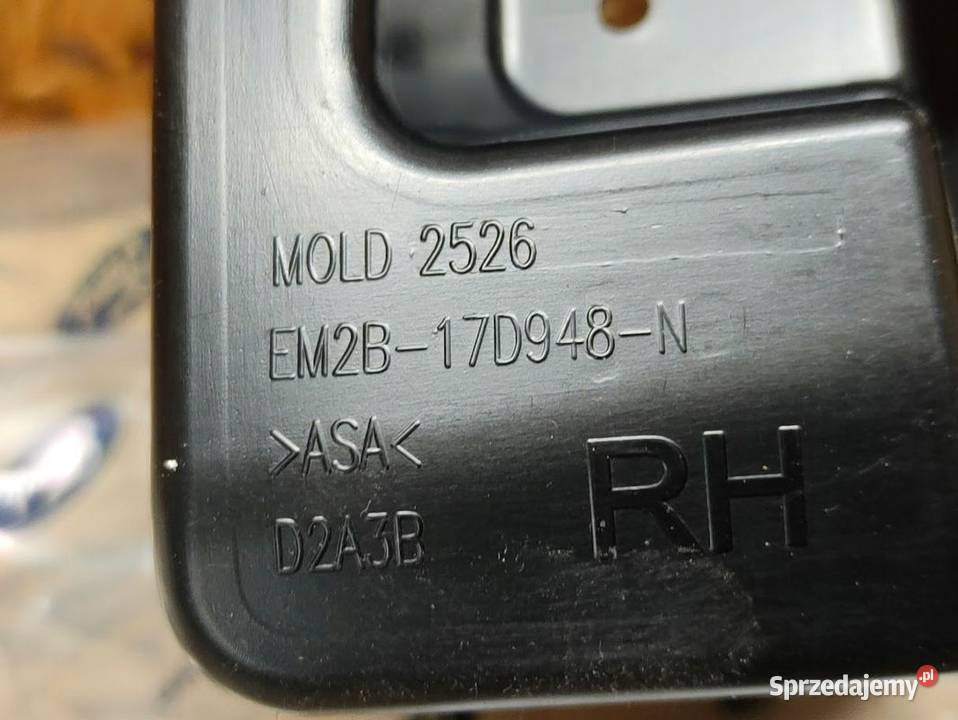 MOLD 2526
EM2B-17D948-N
>ASA<
RH
D2A3B
Sprzedajemy.pl